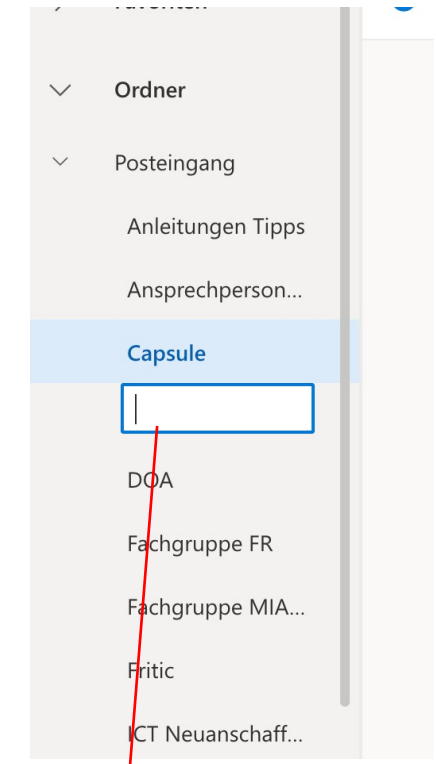 Ordner
Posteingang
Anleitungen Tipps
Ansprechperson...
Capsule
DOA
Fachgruppe FR
Fachgruppe MIA...
Fritic
ICT Neuanschaff...